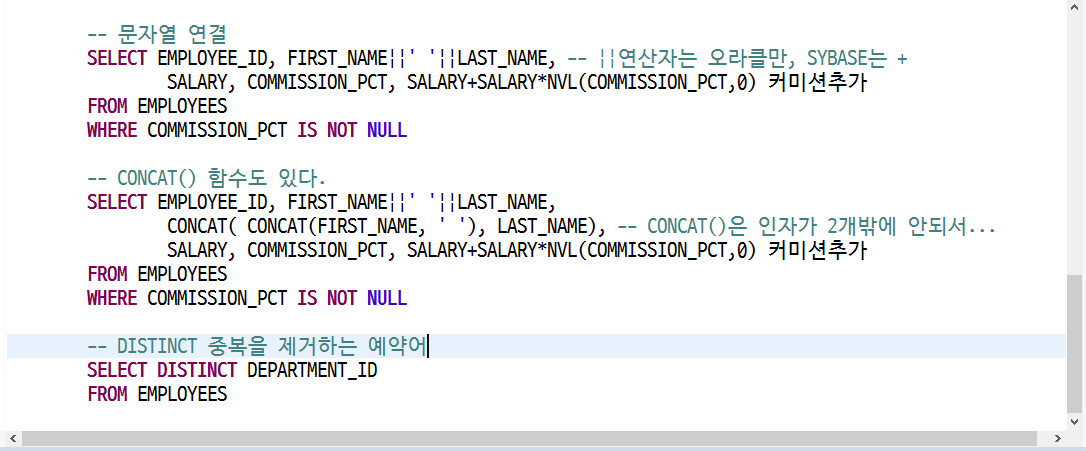 -- 문자열 연결
SELECT EMPLOYEE_ID, FIRST_NAME||' '||LAST_NAME, -- ||연산자는 오라클만, SYBASE는 +
SALARY, COMMISSION_PCT, SALARY+SALARY*NVL(COMMISSION_PCT,0) 커미션추가
FROM EMPLOYEES
WHERE COMMISSION_PCT IS NOT NULL
-- CONCAT() 함수도 있다.
SELECT EMPLOYEE_ID, FIRST_NAME||' '||LAST_NAME,
CONCAT( CONCAT(FIRST_NAME, ' '), LAST_NAME), -- CONCAT()은 인자가 2개밖에 안되서...
SALARY, COMMISSION_PCT, SALARY+SALARY*NVL(COMMISSION_PCT,0) 커미션추가
FROM EMPLOYEES
WHERE COMMISSION_PCT IS NOT NULL
-- DISTINCT 중복을 제거하는 예약어
SELECT DISTINCT DEPARTMENT_ID
FROM EMPLOYEES